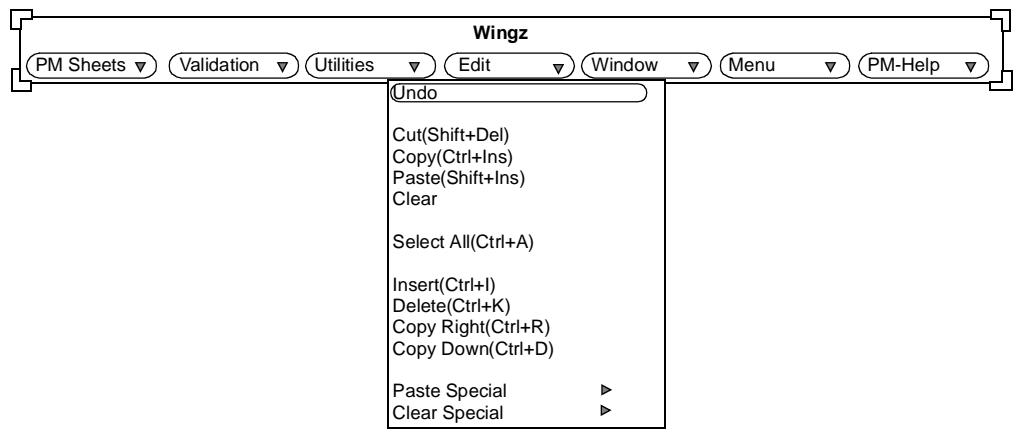 Wingz
PM Sheets Validation Utilities Edit Window Menu PM-Help
Undo
Cut(Shift+Del)
Copy(Ctrl+Ins)
Paste(Shift+Ins)
Clear
Select All(Ctrl+A)
Insert(Ctrl+I)
Delete(Ctrl+K)
Copy Right(Ctrl+R)
Copy Down(Ctrl+D)
Paste Special
Clear Special